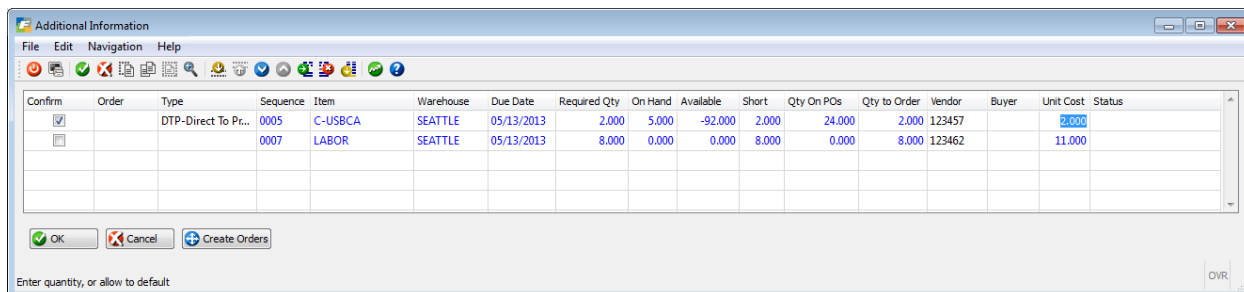 Additional Information
File Edit Navigation Help
Confirm Order Type Sequence Item Warehouse Due Date Required Qty On Hand Available Short Qty On POs Qty to Order Vendor Buyer Unit Cost Status
DTP-Direct To Pr... 0005 C-USBCA SEATTLE 05/13/2013 2.000 5.000 -92.000 2.000 24.000 2.000 123457 2.000
0007 LABOR SEATTLE 05/13/2013 8.000 0.000 0.000 8.000 0.000 8.000 123462 11.000
OK Cancel Create Orders
Enter quantity, or allow to default OVR